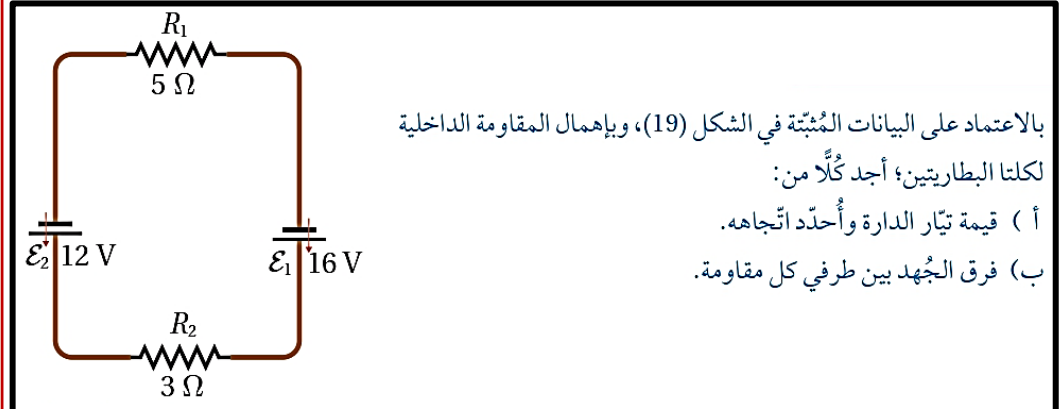 R₁
5 Ω
بالاعتماد على البيانات المُثبّتة في الشكل (19)، وبإهمال المقاومة الداخلية
لكلتا البطاريتين؛ أجد كُلًّا من:
أ ) قيمة تيّار الدارة وأُحدّد اتّجاهه.
ب) فرق الجُهد بين طرفي كل مقاومة.
ℰ₂ 12 V
ℰ₁ 16 V
R₂
3 Ω